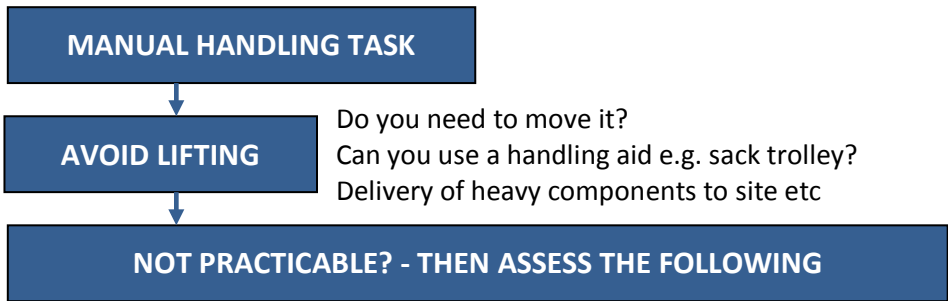 MANUAL HANDLING TASK
Do you need to move it?
AVOID LIFTING
Can you use a handling aid e.g. sack trolley?
Delivery of heavy components to site etc
NOT PRACTICABLE? - THEN ASSESS THE FOLLOWING